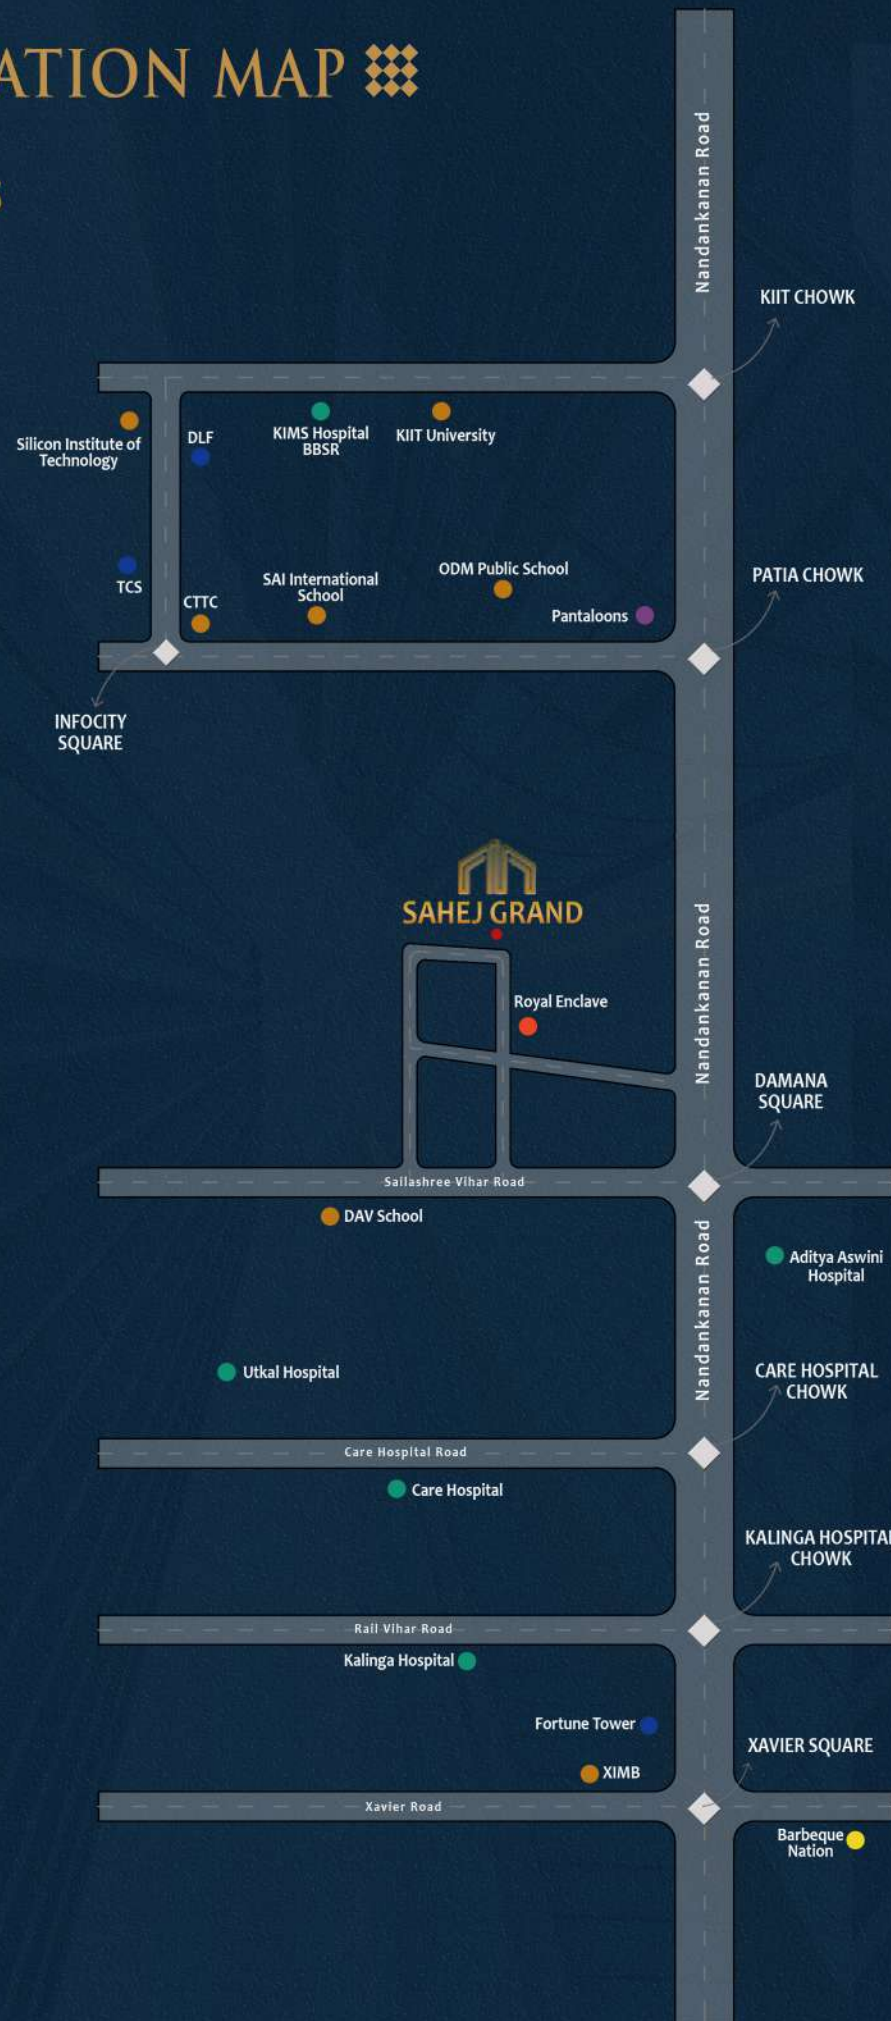 ATION MAP
Nandankanan Road
KIIT CHOWK
Silicon Institute of
Technology
DLF
KIMS Hospital
BBSR
KIIT University
TCS
CTTC
SAI International
School
ODM Public School
Pantaloons
PATIA CHOWK
INFOCITY
SQUARE
SAHEJ GRAND
Nandankanan Road
Royal Enclave
DAMANA
SQUARE
Sailashree Vihar Road
DAV School
Nandankanan Road
Aditya Aswini
Hospital
Utkal Hospital
CARE HOSPITAL
CHOWK
Care Hospital Road
Care Hospital
KALINGA HOSPITAL
CHOWK
Rail Vihar Road
Kalinga Hospital
Fortune Tower
XIMB
XAVIER SQUARE
Xavier Road
Barbeque
Nation